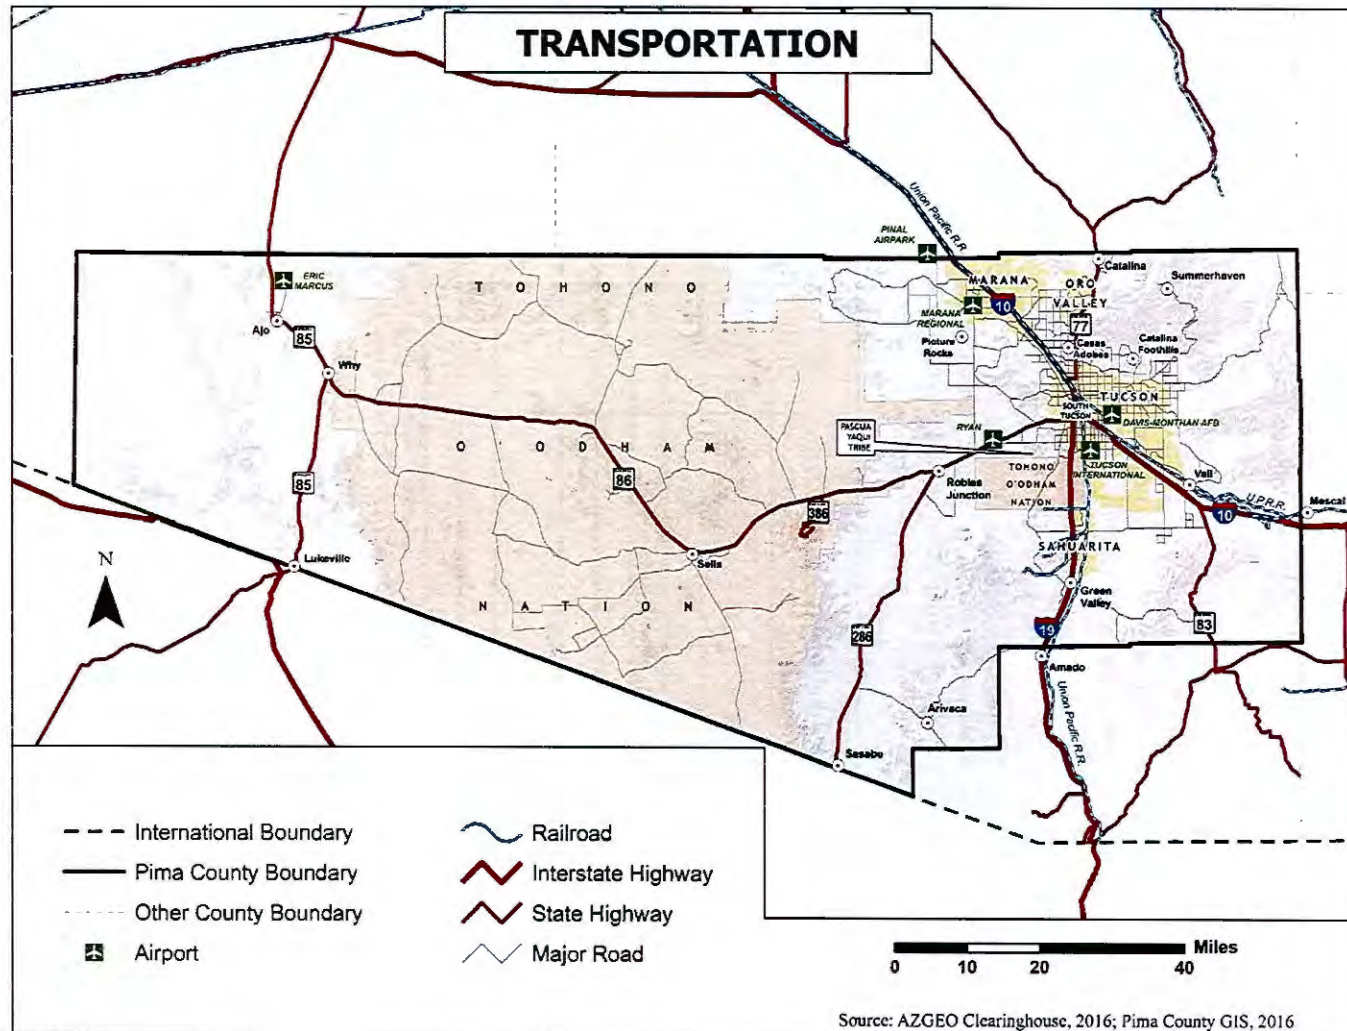 TRANSPORTATION
Union Pacific R.R.
PINAL
AIRPARK
Catalina
ERIC
MARCUS
TOHONO
MARANA
ORO
VALLEY
Summerhaven
10
MARANA
REGIONAL
77
Ajo
85
Picture
Rocks
Casas
Adobes
Catalina
Foothills
Why
TUCSON
SOUTH
TUCSON
DAVIS-MONTHAN AFB
PASCUA
YAQUI
TRIBE
RYAN
O'ODHAM
TUCSON
INTERNATIONAL
TOHONO
O'ODHAM
NATION
Vail
85
86
Robles
Junction
U.P.R.R.
Mescal
386
10
SAHUARITA
N
Lukeville
Sells
Green
Valley
NATION
286
19
83
Amado
Union Pacific R.R.
Arivaca
Sasabe
International Boundary
Pima County Boundary
Other County Boundary
Airport
Railroad
Interstate Highway
State Highway
Major Road
Miles
0 10 20 40
Source: AZGEO Clearinghouse, 2016; Pima County GIS, 2016